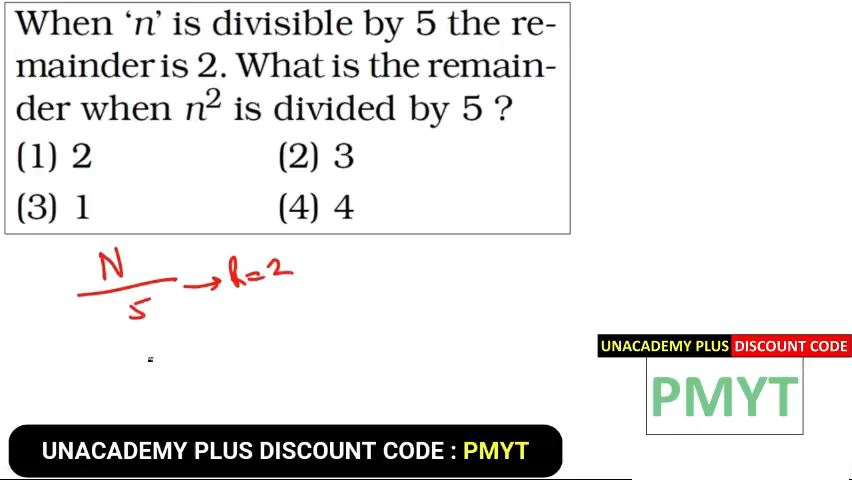 When ‘n’ is divisible by 5 the re-
mainder is 2. What is the remain-
der when n² is divided by 5 ?
(1) 2 (2) 3
(3) 1 (4) 4
N
5 → R=2
UNACADEMY PLUS DISCOUNT CODE
PMYT
UNACADEMY PLUS DISCOUNT CODE : PMYT